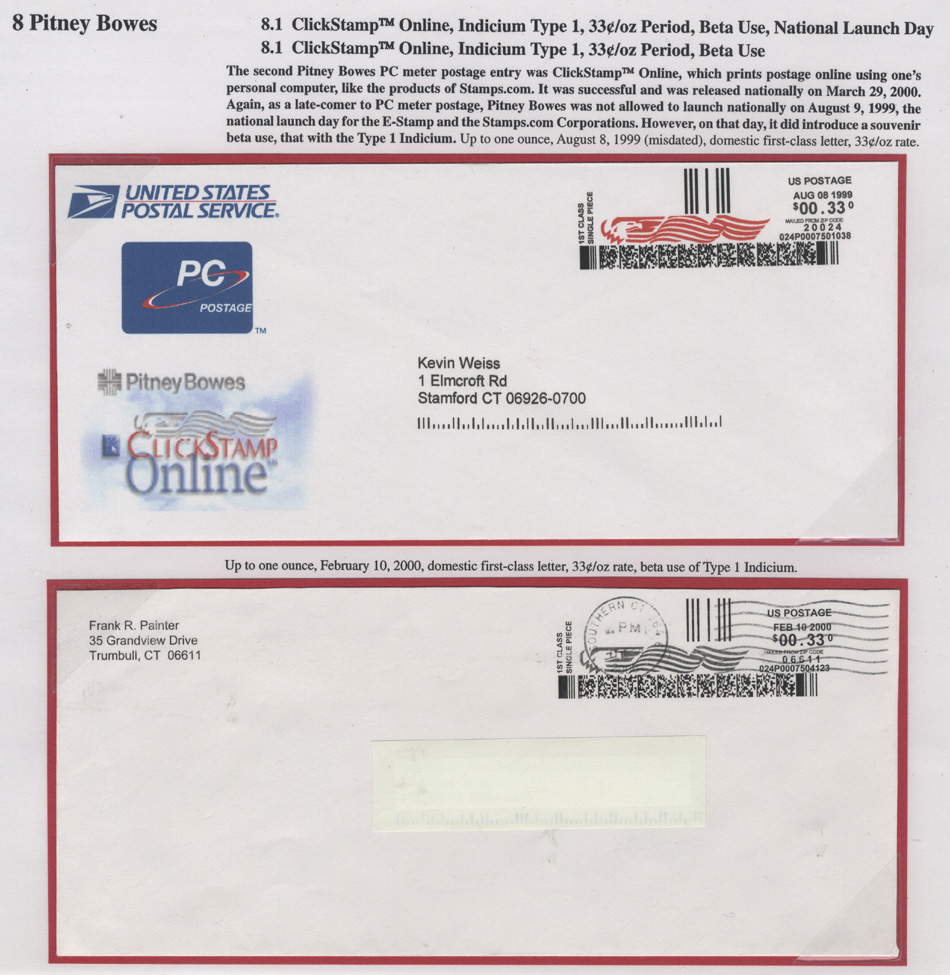 8 Pitney Bowes
8.1 ClickStamp™ Online, Indicium Type 1, 33¢/oz Period, Beta Use, National Launch Day
8.1 ClickStamp™ Online, Indicium Type 1, 33¢/oz Period, Beta Use
The second Pitney Bowes PC meter postage entry was ClickStamp™ Online, which prints postage online using one's
personal computer, like the products of Stamps.com. It was successful and was released nationally on March 29, 2000.
Again, as a late-comer to PC meter postage, Pitney Bowes was not allowed to launch nationally on August 9, 1999, the
national launch day for the E-Stamp and the Stamps.com Corporations. However, on that day, it did introduce a souvenir
beta use, that with the Type 1 Indicium. Up to one ounce, August 8, 1999 (misdated), domestic first-class letter, 33¢/oz rate.
UNITED STATES
POSTAL SERVICE®
PC
POSTAGE
TM
PitneyBowes
CLICKSTAMP
Online
1ST CLASS
SINGLE PIECE
US POSTAGE
AUG 08 1999
$00.33⁰
MAILED FROM ZIP CODE
20024
024P0007501038
Kevin Weiss
1 Elmcroft Rd
Stamford CT 06926-0700
Up to one ounce, February 10, 2000, domestic first-class letter, 33¢/oz rate, beta use of Type 1 Indicium.
Frank R. Painter
35 Grandview Drive
Trumbull, CT 06611
1ST CLASS
SINGLE PIECE
SOUTHERN CT
PM
US POSTAGE
FEB 10 2000
$00.33⁰
MAILED FROM ZIP CODE
06611
024P0007504123